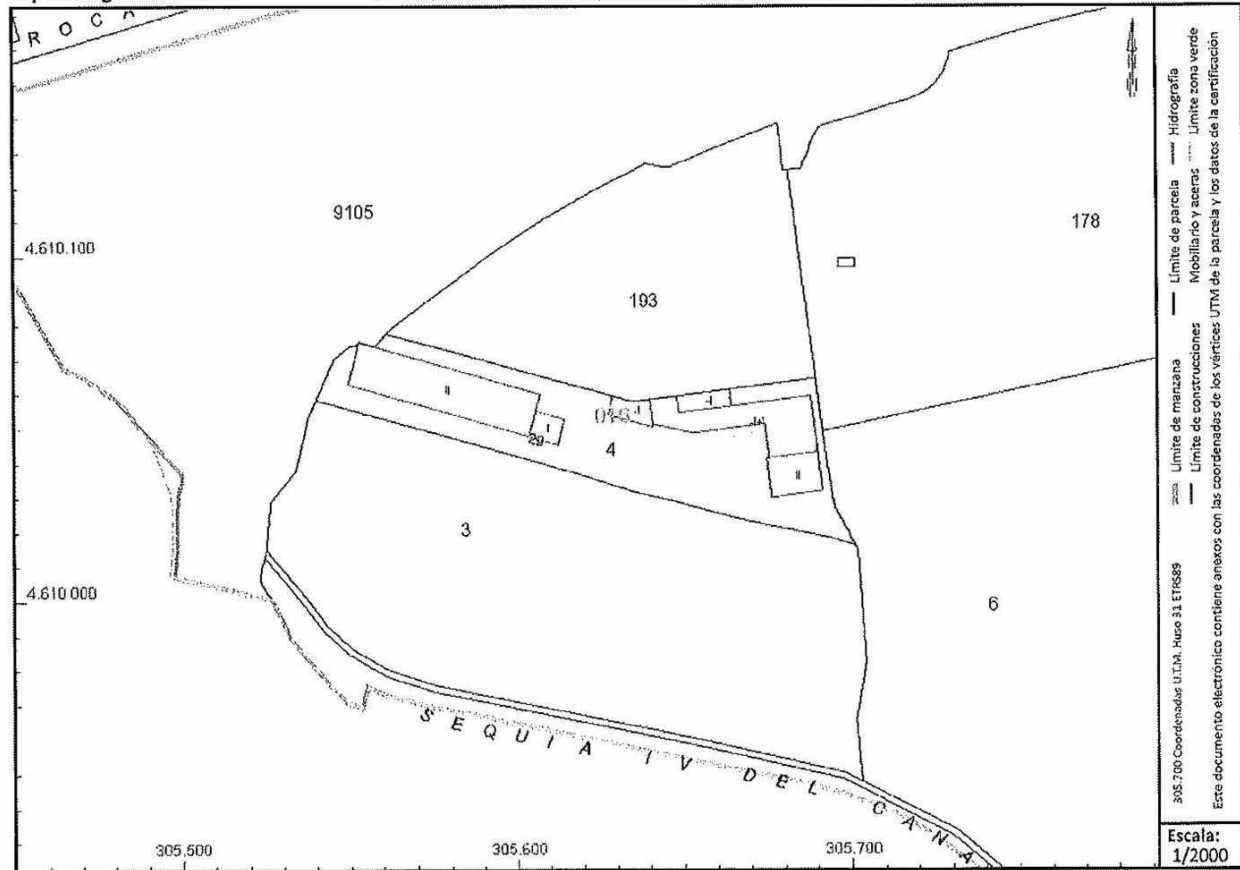 R O C A
9105
178
4.610.100
193
II
I
29
I
I
4
II
3
4.610 000
6
S E Q U I A IV D E L C A N A
305.500
305.600
305.700
Límite de manzana
Límite de parcela
Hidrografía
Límite de construcciones
Mobiliario y aceras
Límite zona verde
305.700 Coordenadas U.T.M. Huso 31 ETRS89
Este documento electrónico contiene anexos con las coordenadas de los vértices UTM de la parcela y los datos de la certificación
Escala:
1/2000